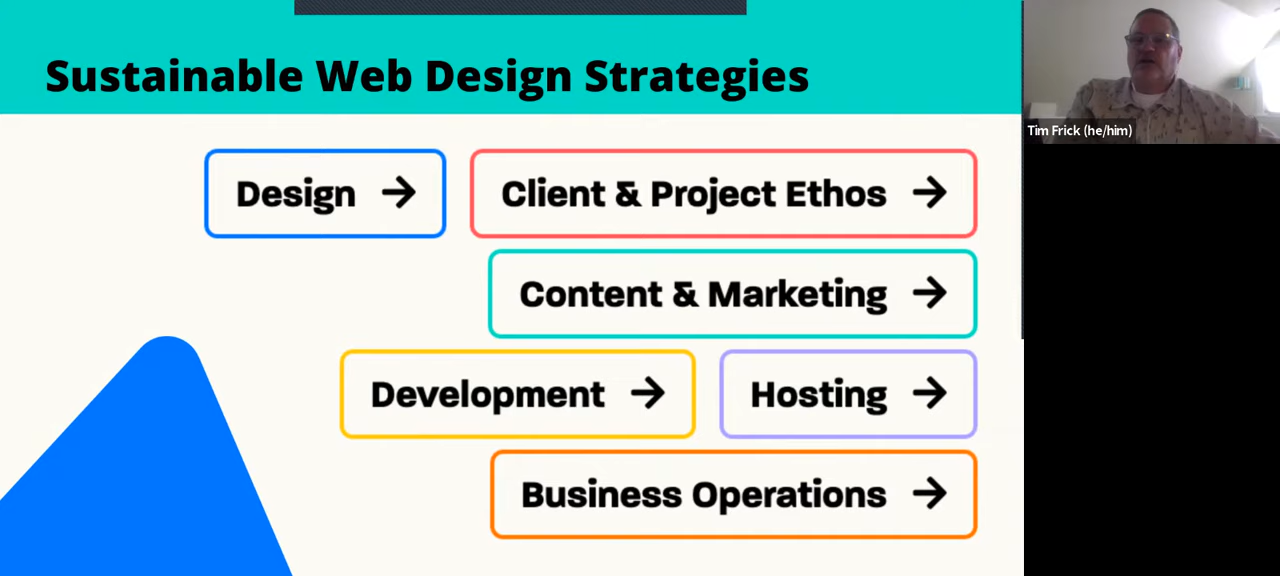 Sustainable Web Design Strategies
Tim Frick (he/him)
Design → Client & Project Ethos →
Content & Marketing →
Development → Hosting →
Business Operations →